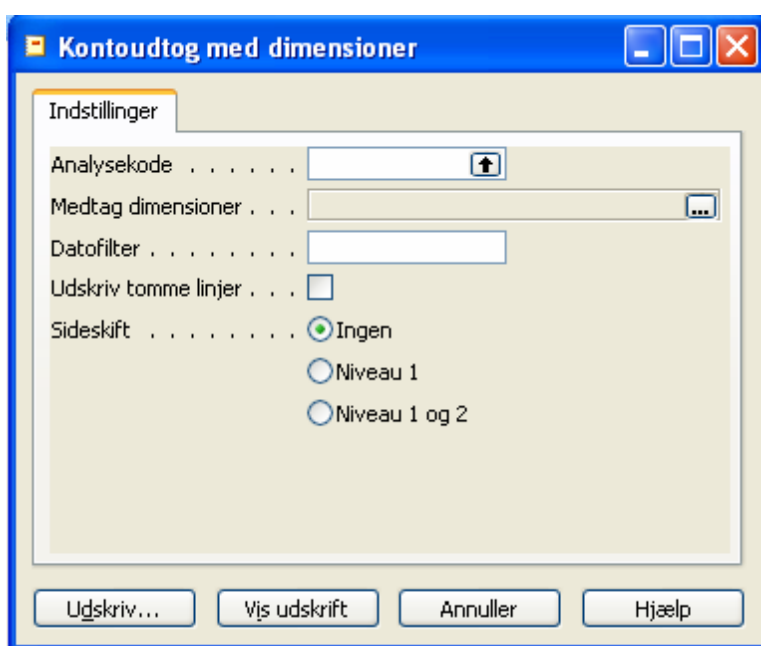 Kontoudtog med dimensioner
Indstillinger
Analysekode . . . . . .
Medtag dimensioner . . . ...
Datofilter . . . . . . . .
Udskriv tomme linjer . . .
Sideskift . . . . . . . . Ingen
Niveau 1
Niveau 1 og 2
Udskriv... Vis udskrift Annuller Hjælp